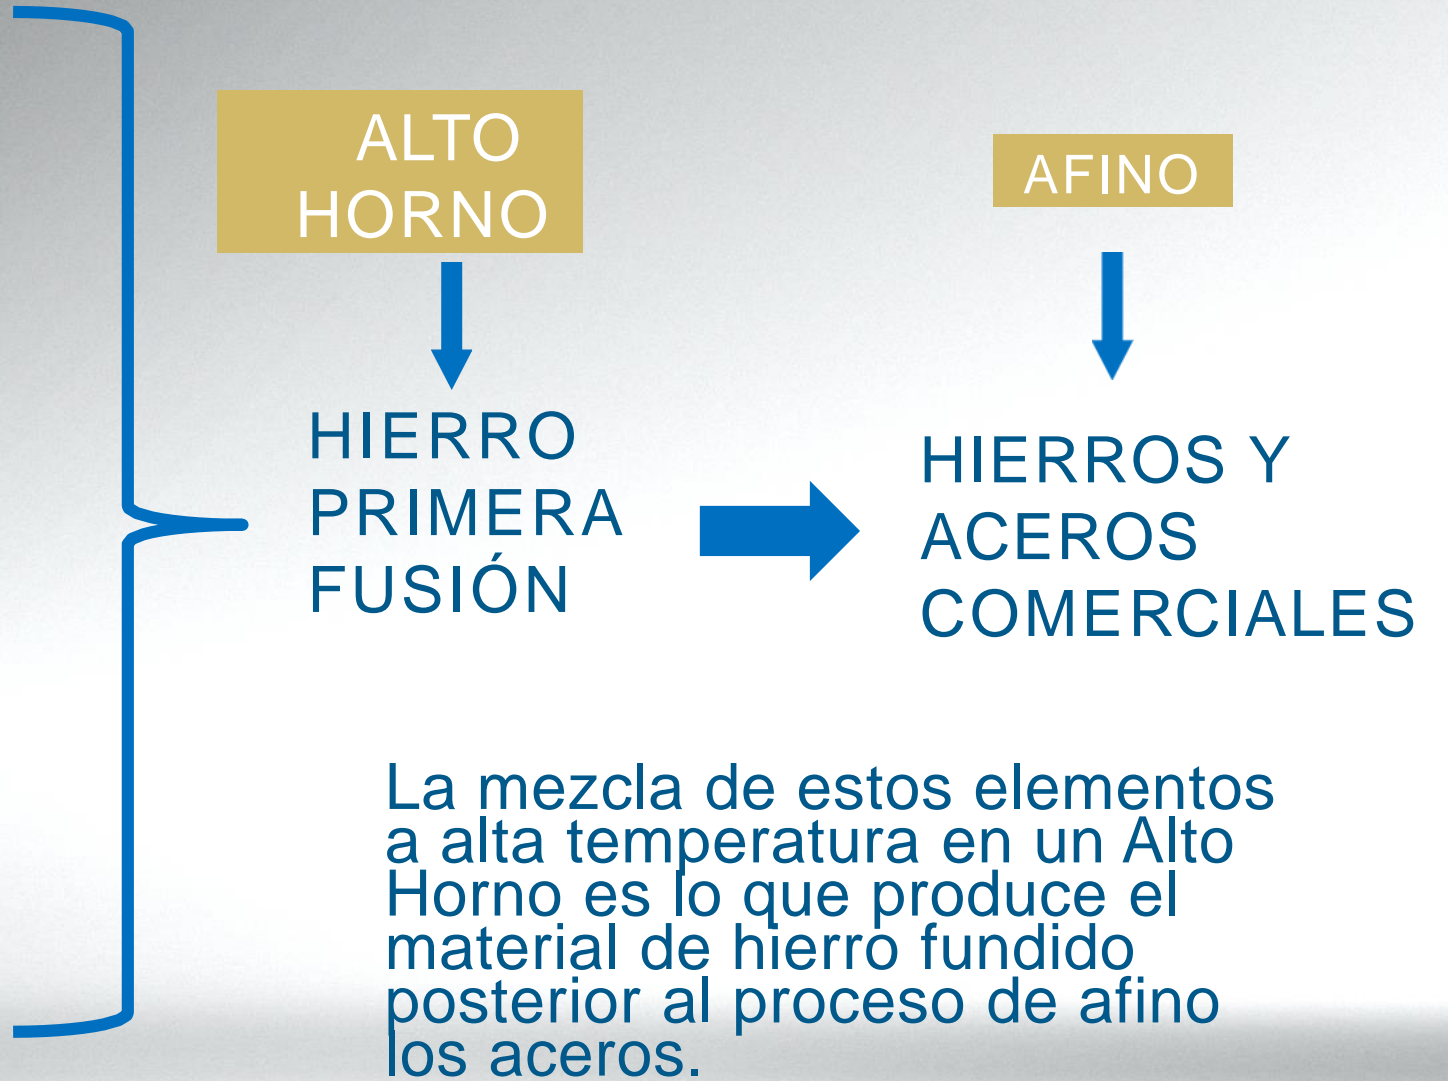 ALTO
HORNO
AFINO
HIERRO
PRIMERA
FUSIÓN
HIERROS Y
ACEROS
COMERCIALES
La mezcla de estos elementos
a alta temperatura en un Alto
Horno es lo que produce el
material de hierro fundido
posterior al proceso de afino
los aceros.